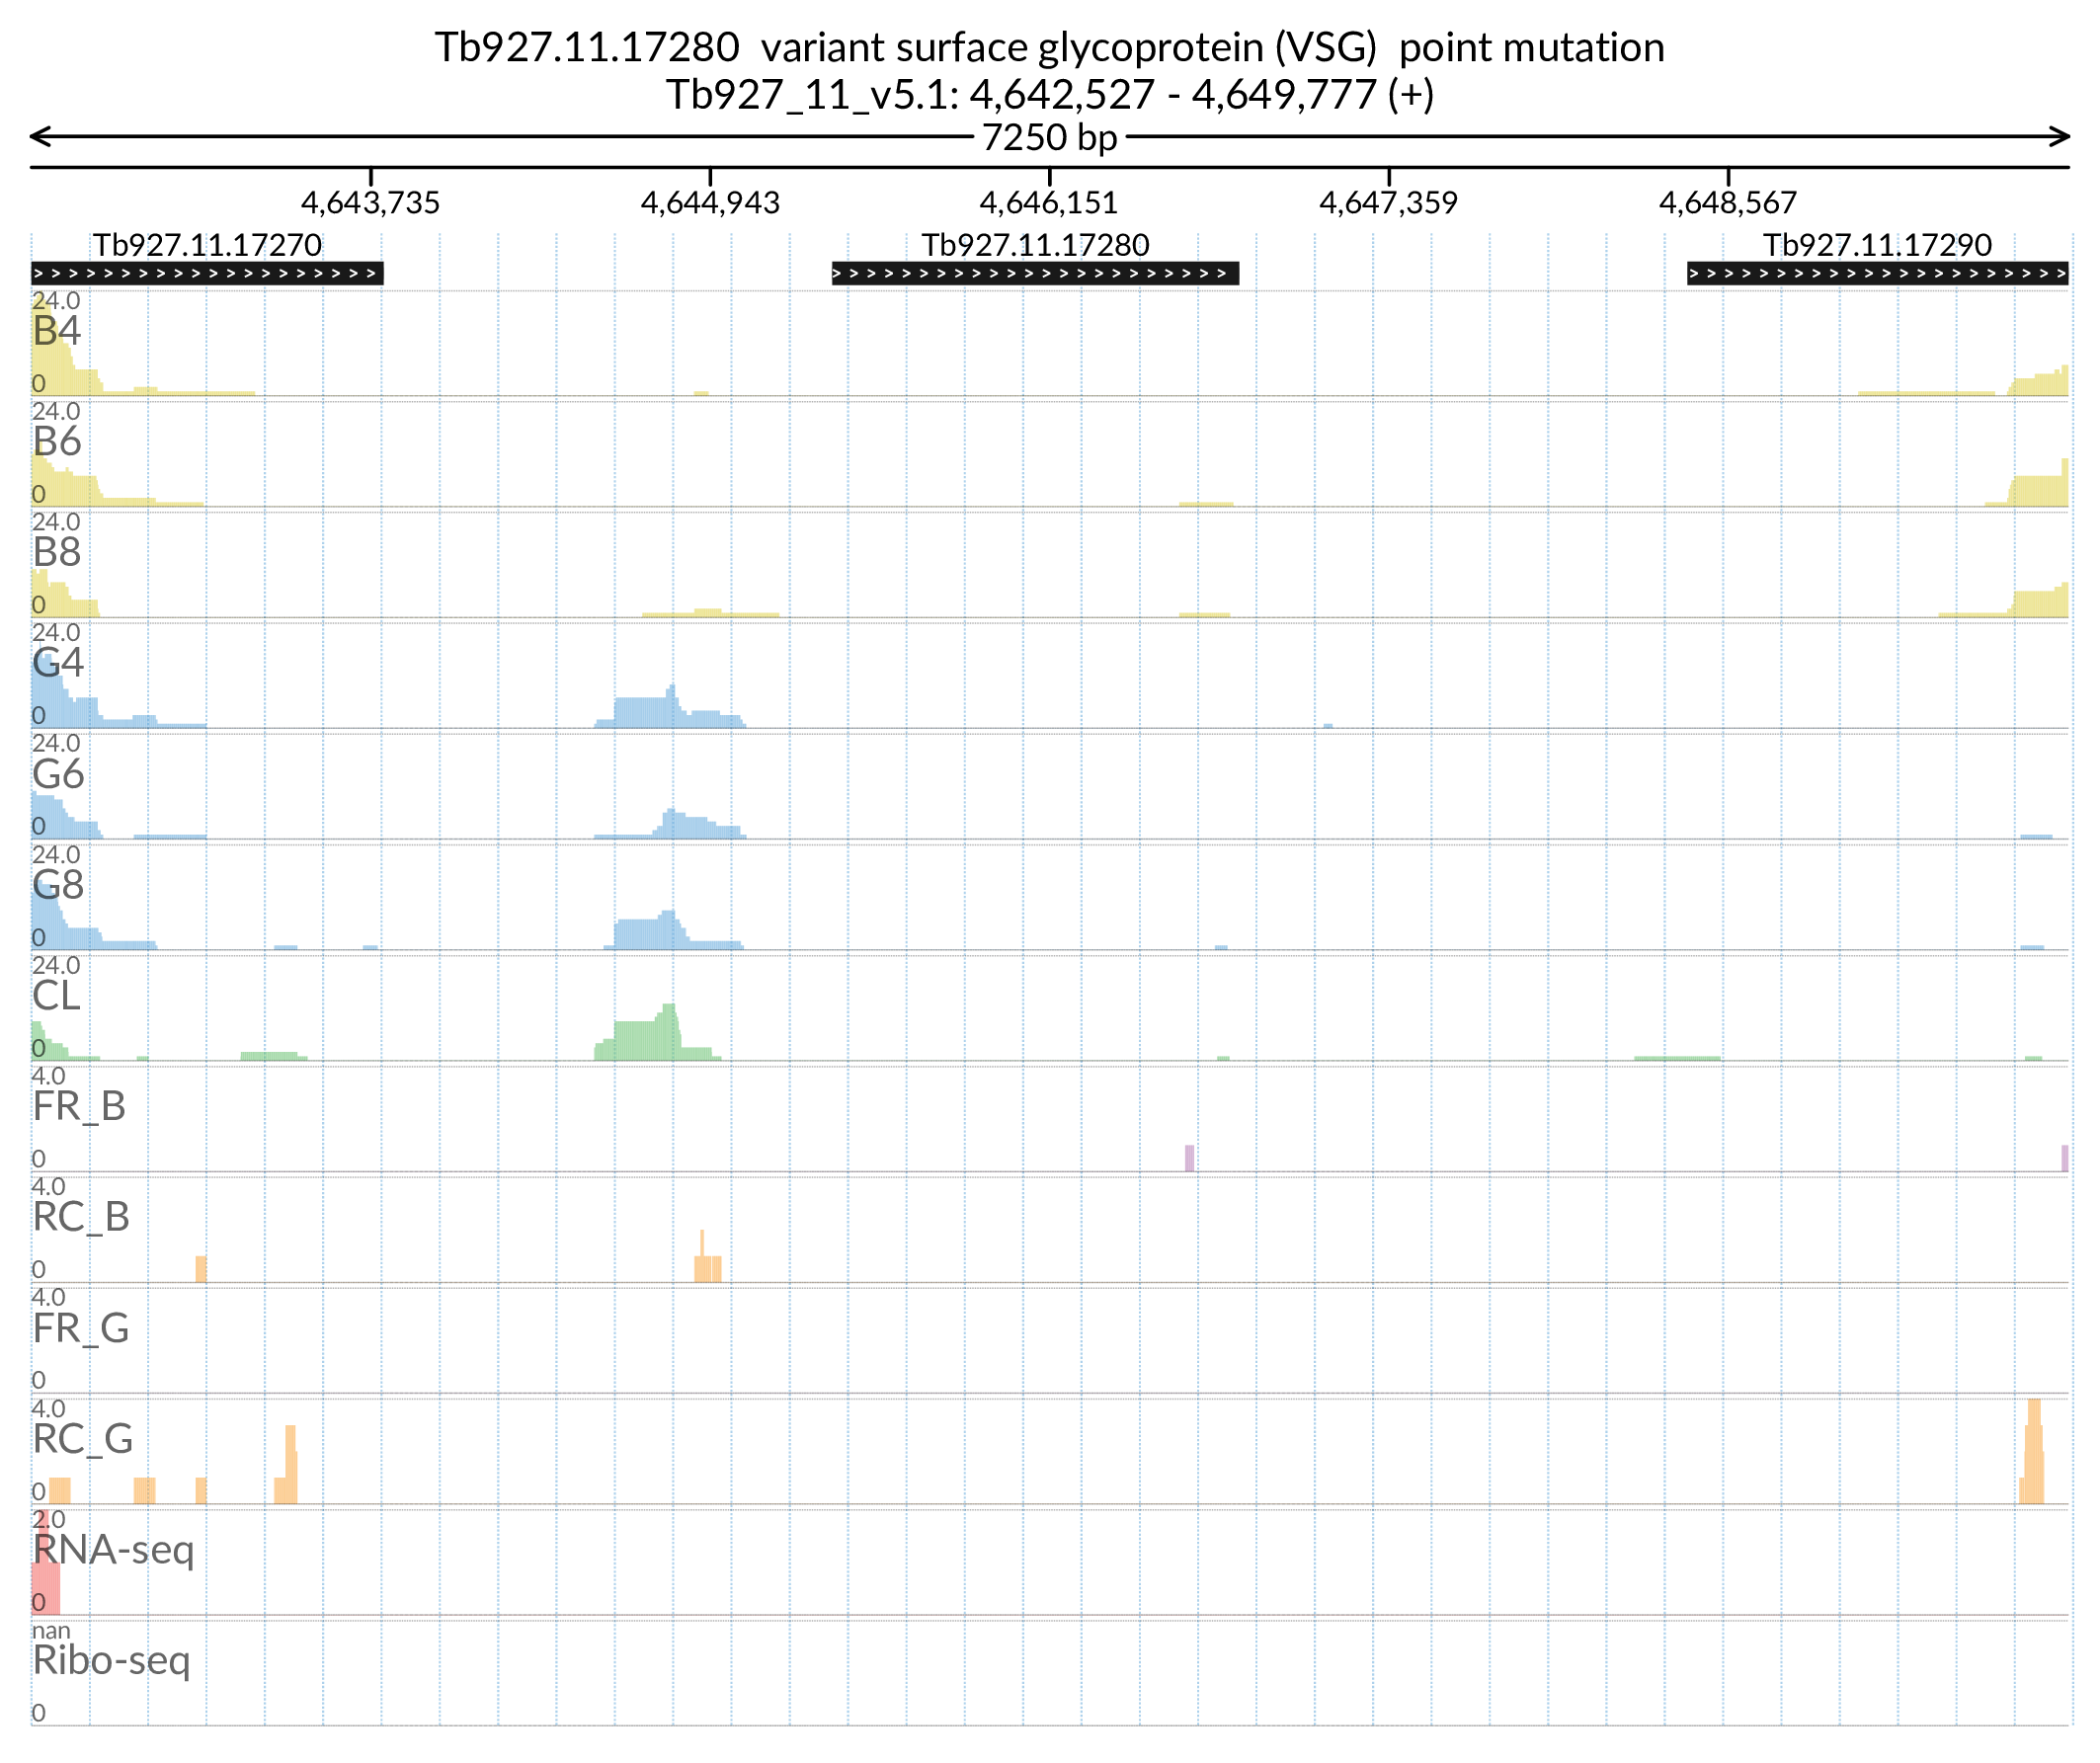 Tb927.11.17280  variant surface glycoprotein (VSG)  point mutation
Tb927_11_v5.1: 4,642,527 - 4,649,777 (+)
7250 bp
4,643,735 4,644,943 4,646,151 4,647,359 4,648,567
Tb927.11.17270 Tb927.11.17280 Tb927.11.17290
24.0
B4
0
24.0
B6
0
24.0
B8
0
24.0
G4
0
24.0
G6
0
24.0
G8
0
24.0
CL
0
4.0
FR_B
0
4.0
RC_B
0
4.0
FR_G
0
4.0
RC_G
0
2.0
RNA-seq
0
nan
Ribo-seq
0